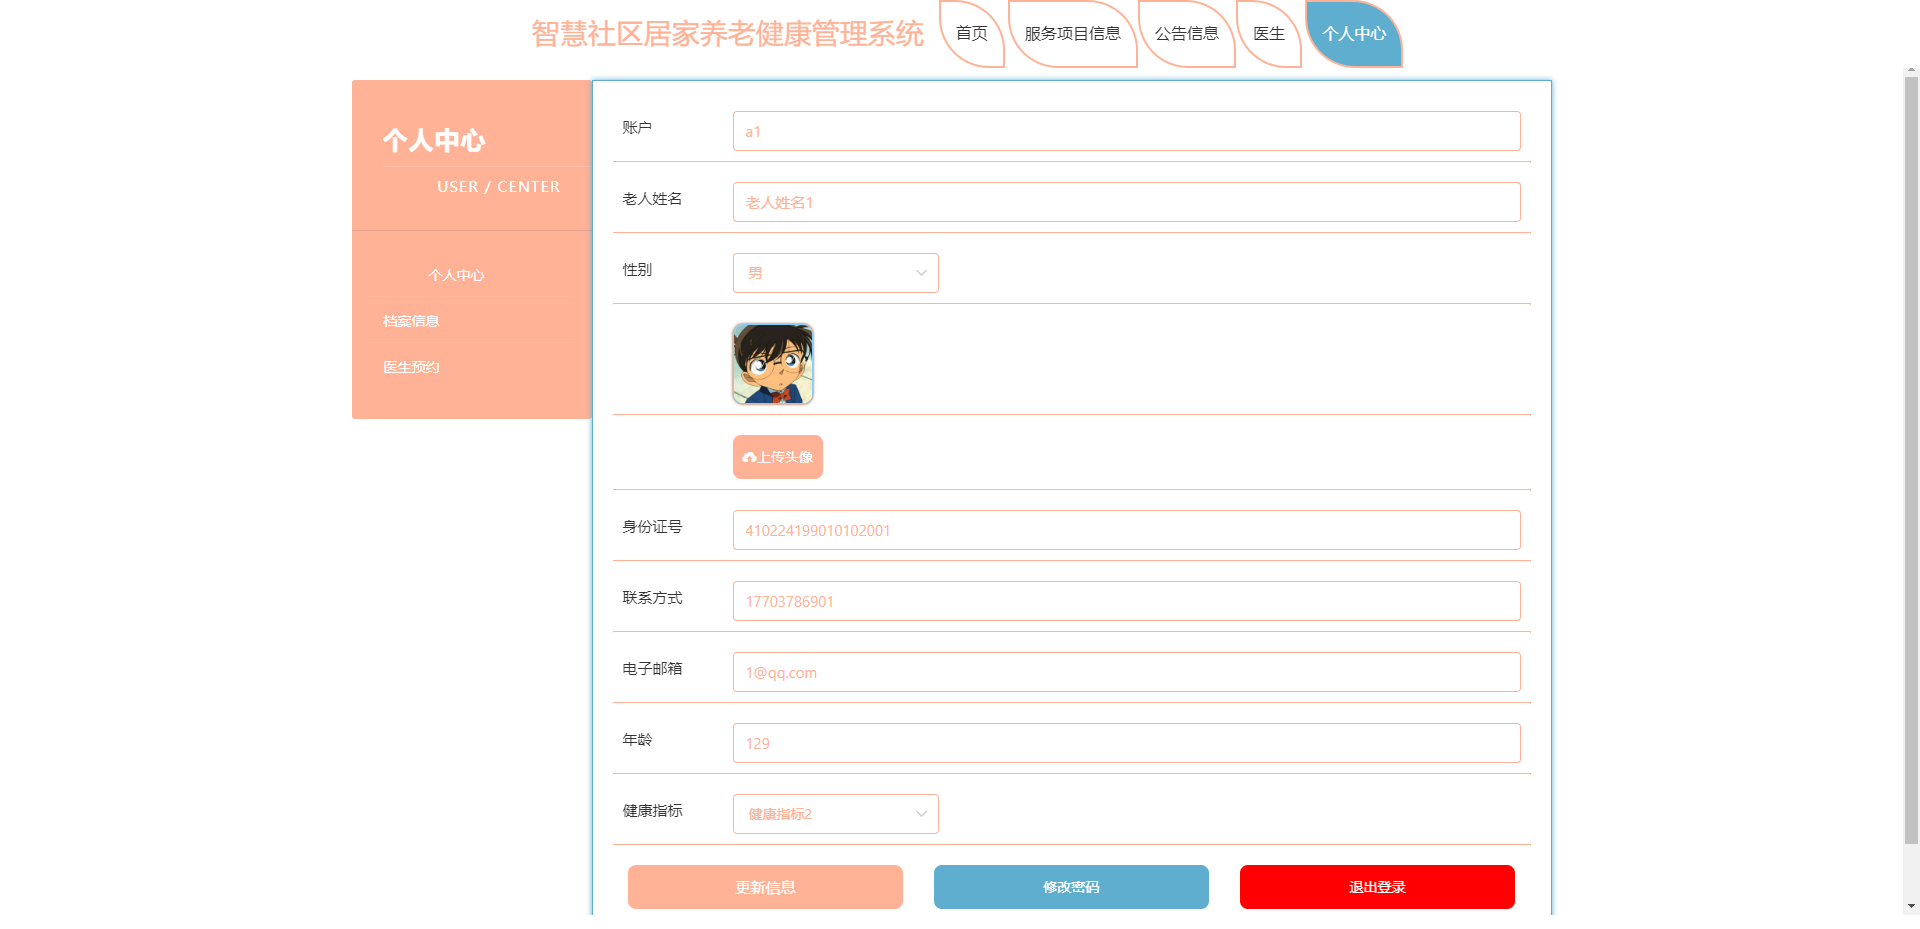 智慧社区居家养老健康管理系统
首页
服务项目信息
公告信息
医生
个人中心
个人中心
USER / CENTER
个人中心
档案信息
医生预约
账户
a1
老人姓名
老人姓名1
性别
男
上传头像
身份证号
410224199010102001
联系方式
17703786901
电子邮箱
1@qq.com
年龄
129
健康指标
健康指标2
更新信息
修改密码
退出登录